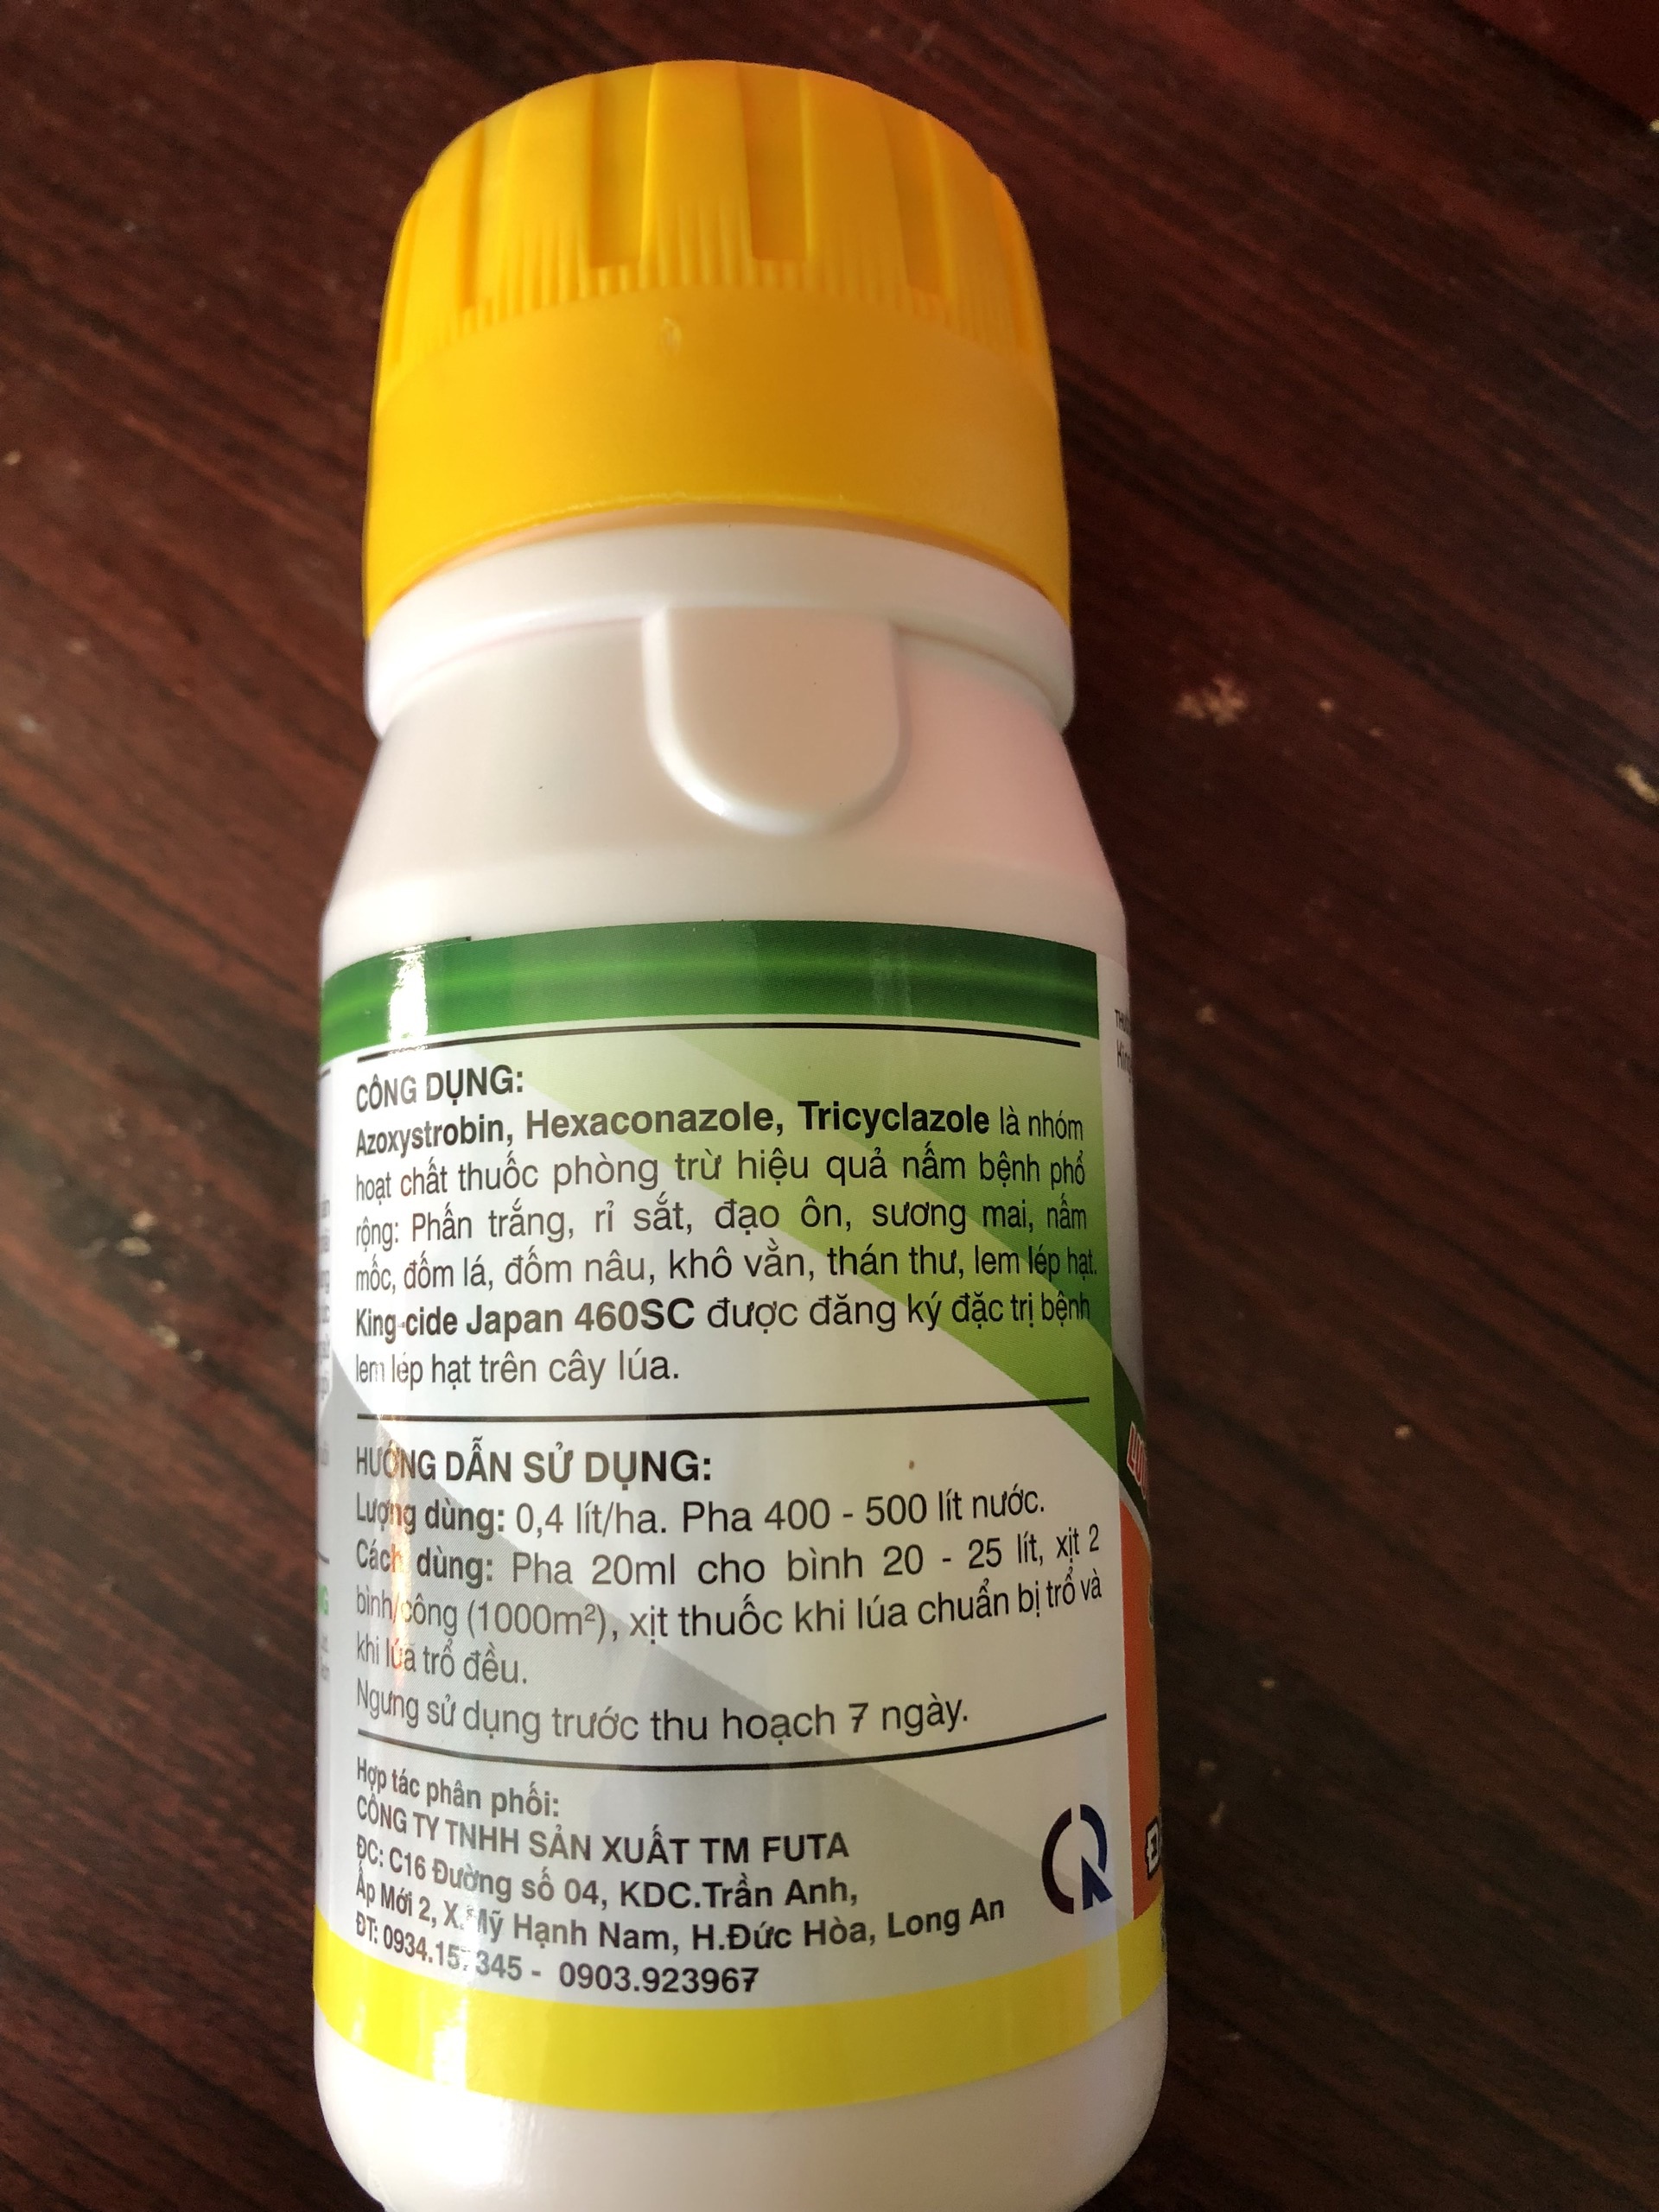 CÔNG DỤNG:
Azoxystrobin, Hexaconazole, Tricyclazole là nhóm
hoạt chất thuốc phòng trừ hiệu quả nấm bệnh phổ
rộng: Phấn trắng, rỉ sắt, đạo ôn, sương mai, nấm
mốc, đốm lá, đốm nâu, khô vằn, thán thư, lem lép hạt.
King-cide Japan 460SC được đăng ký đặc trị bệnh
lem lép hạt trên cây lúa.
HƯỚNG DẪN SỬ DỤNG:
Lượng dùng: 0,4 lít/ha. Pha 400 - 500 lít nước.
Cách dùng: Pha 20ml cho bình 20 - 25 lít, xịt 2
bình/công (1000m²), xịt thuốc khi lúa chuẩn bị trổ và
khi lúa trổ đều.
Ngưng sử dụng trước thu hoạch 7 ngày.
Hợp tác phân phối:
CÔNG TY TNHH SẢN XUẤT TM FUTA
ĐC: C16 Đường số 04, KDC.Trần Anh,
Ấp Mới 2, X.Mỹ Hạnh Nam, H.Đức Hòa, Long An
ĐT: 0934.157345 - 0903.923967